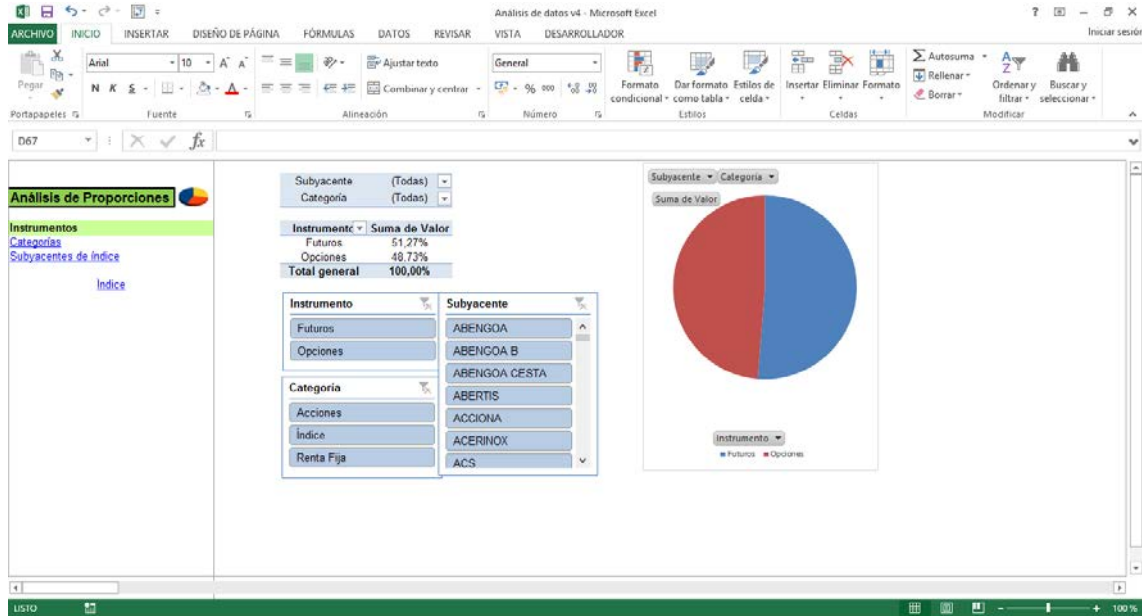 Análisis de datos v4 - Microsoft Excel
?
Iniciar sesión
ARCHIVO INICIO INSERTAR DISEÑO DE PÁGINA FÓRMULAS DATOS REVISAR VISTA DESARROLLADOR
Pegar
Arial 10 A A
N K S A
Ajustar texto
Combinar y centrar
General
% 000
Formato condicional
Dar formato como tabla
Estilos de celda
Insertar Eliminar Formato
Autosuma
Rellenar
Borrar
Ordenar y filtrar
Buscar y seleccionar
Portapapeles Fuente Alineación Número Estilos Celdas Modificar
D67 fx
Análisis de Proporciones
Instrumentos
Categorías
Subyacentes de índice
Índice
Subyacente (Todas)
Categoría (Todas)
Instrumento Suma de Valor
Futuros 51,27%
Opciones 48,73%
Total general 100,00%
Instrumento
Futuros
Opciones
Categoría
Acciones
Índice
Renta Fija
Subyacente
ABENGOA
ABENGOA B
ABENGOA CESTA
ABERTIS
ACCIONA
ACERINOX
ACS
Subyacente Categoría
Suma de Valor
Instrumento
Futuros Opciones
LISTO
100%